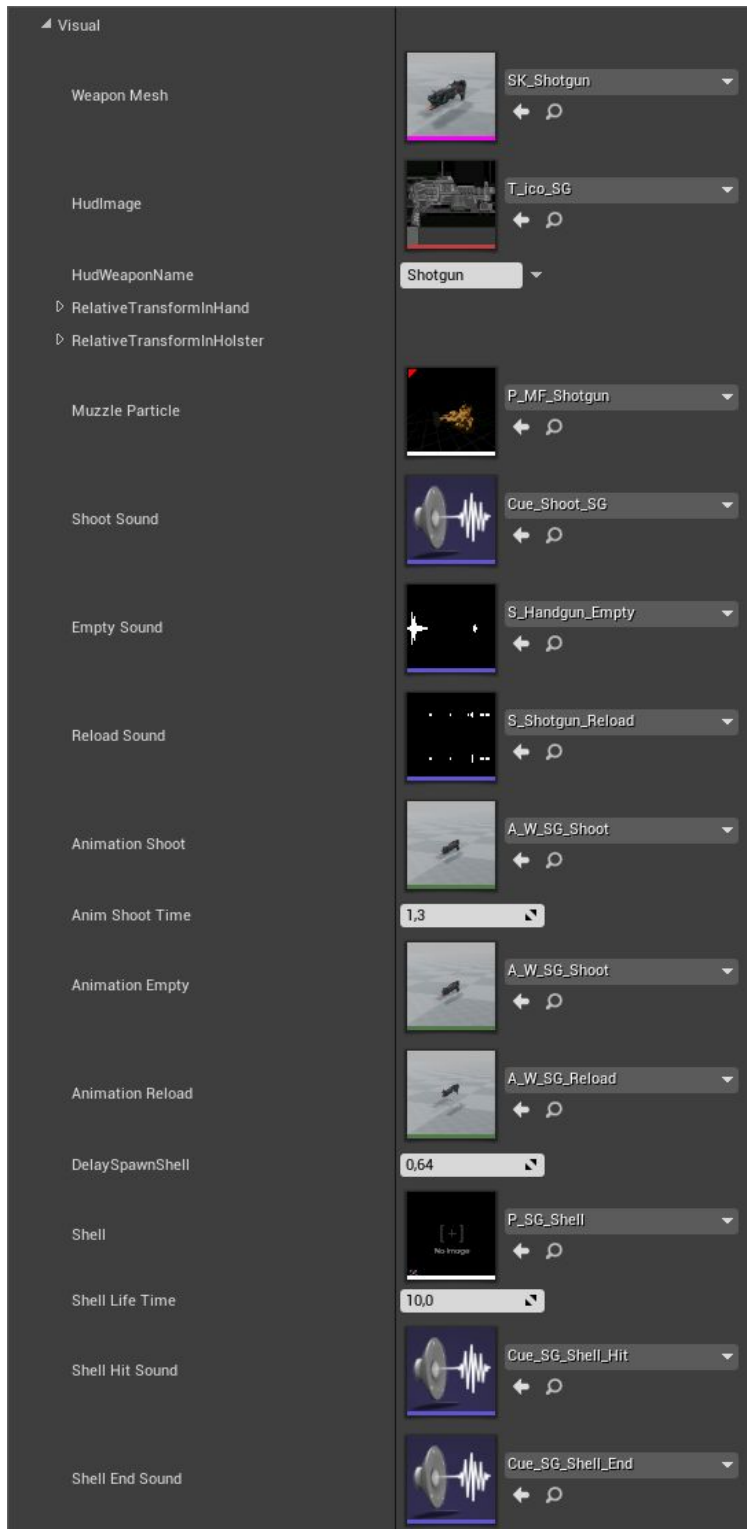 Visual
Weapon Mesh
SK_Shotgun
HudImage
T_ico_SG
HudWeaponName
Shotgun
RelativeTransformInHand
RelativeTransformInHolster
Muzzle Particle
P_MF_Shotgun
Shoot Sound
Cue_Shoot_SG
Empty Sound
S_Handgun_Empty
Reload Sound
S_Shotgun_Reload
Animation Shoot
A_W_SG_Shoot
Anim Shoot Time
1,3
Animation Empty
A_W_SG_Shoot
Animation Reload
A_W_SG_Reload
DelaySpawnShell
0,64
Shell
P_SG_Shell
[+]
No Image
Shell Life Time
10,0
Shell Hit Sound
Cue_SG_Shell_Hit
Shell End Sound
Cue_SG_Shell_End